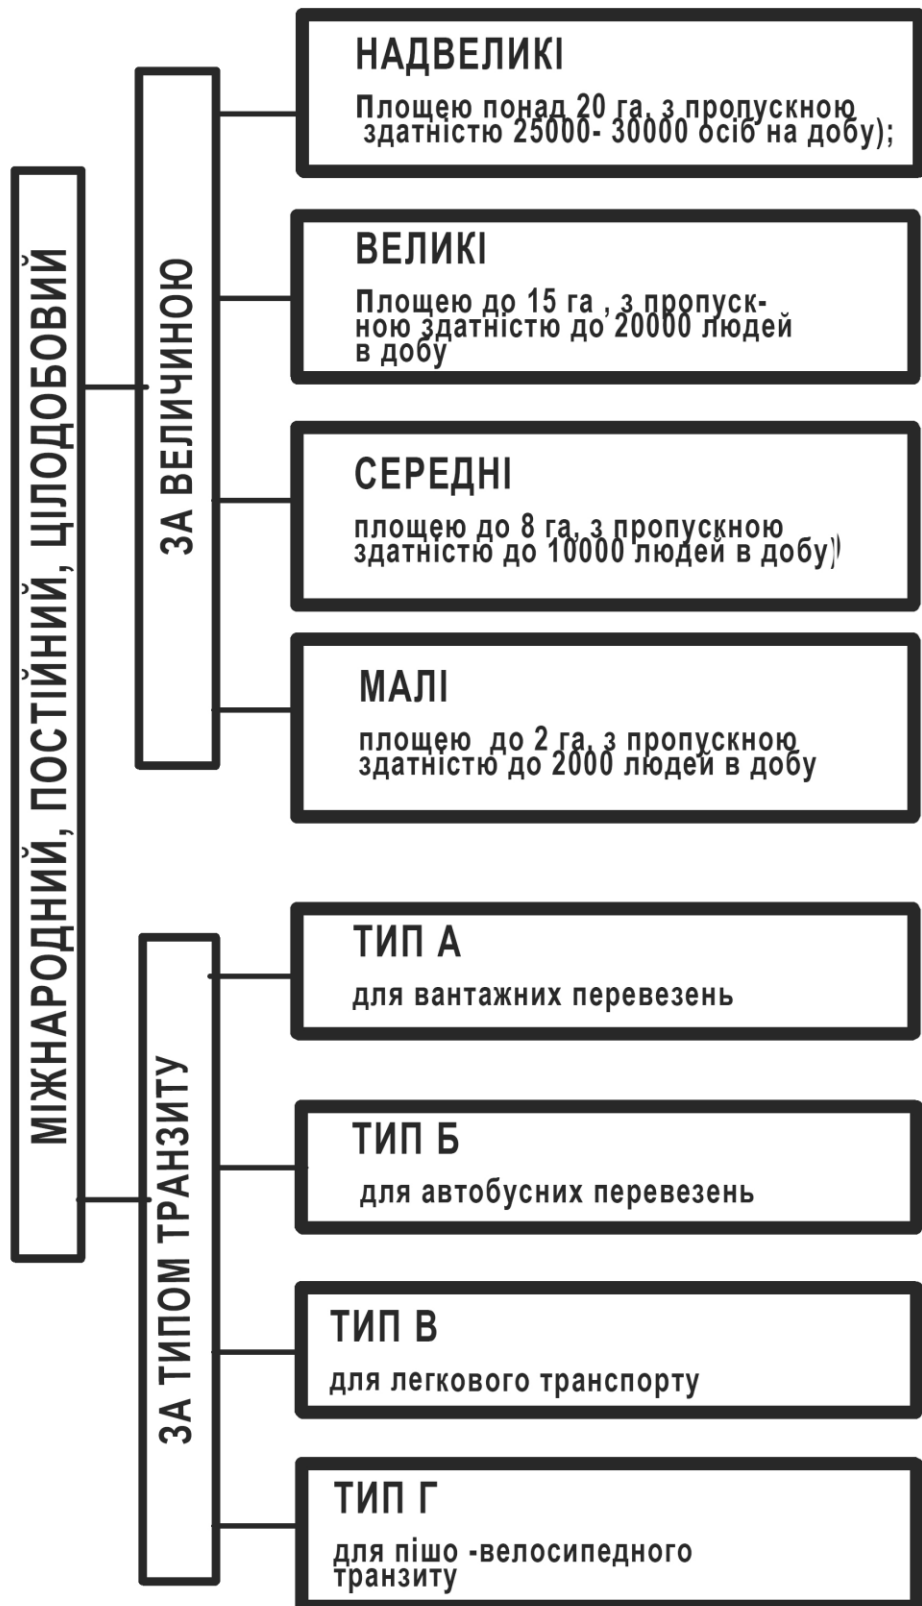 МІЖНАРОДНИЙ, ПОСТІЙНИЙ, ЦІЛОДОБОВИЙ
ЗА ВЕЛИЧИНОЮ
НАДВЕЛИКІ
Площею понад 20 га, з пропускною
здатністю 25000- 30000 осіб на добу);
ВЕЛИКІ
Площею до 15 га , з пропуск-
ною здатністю до 20000 людей
в добу
СЕРЕДНІ
площею до 8 га, з пропускною
здатністю до 10000 людей в добу)
МАЛІ
площею до 2 га, з пропускною
здатністю до 2000 людей в добу
ЗА ТИПОМ ТРАНЗИТУ
ТИП А
для вантажних перевезень
ТИП Б
для автобусних перевезень
ТИП В
для легкового транспорту
ТИП Г
для пішо -велосипедного
транзиту